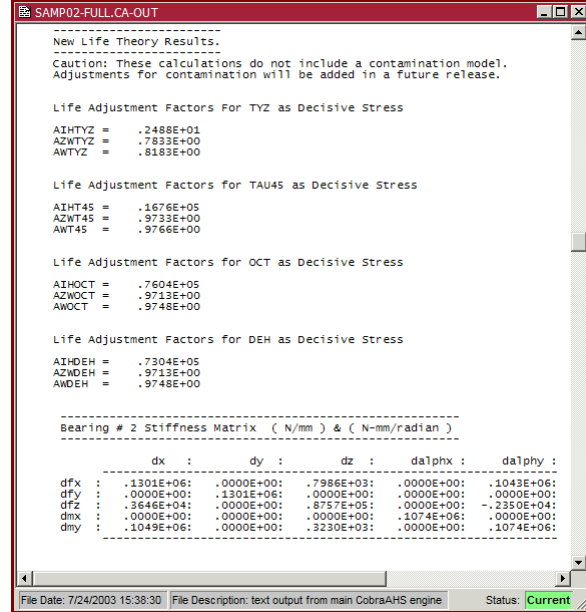 SAMP02-FULL.CA-OUT
-------------------------
New Life Theory Results.
-------------------------
Caution: These calculations do not include a contamination model.
Adjustments for contamination will be added in a future release.
Life Adjustment Factors For TYZ as Decisive Stress
AIHTYZ = .2488E+01
AZWTYZ = .7833E+00
AWTYZ = .8183E+00
Life Adjustment Factors for TAU45 as Decisive Stress
AIHT45 = .1676E+05
AZWT45 = .9733E+00
AWT45 = .9766E+00
Life Adjustment Factors for OCT as Decisive Stress
AIHOCT = .7604E+05
AZWOCT = .9713E+00
AWOCT = .9748E+00
Life Adjustment Factors for DEH as Decisive Stress
AIHDEH = .7304E+05
AZWDEH = .9713E+00
AWDEH = .9748E+00
------------------------------------------------------------
Bearing # 2 Stiffness Matrix ( N/mm ) & ( N-mm/radian )
------------------------------------------------------------
dx : dy : dz : dalphx : dalphy :
------------------------------------------------------------
dfx : .1301E+06: .0000E+00: .7986E+03: .0000E+00: .1043E+06:
dfy : .0000E+00: .1301E+06: .0000E+00: .0000E+00: .0000E+00:
dfz : .3646E+04: .0000E+00: .8757E+05: .0000E+00: -.2350E+04:
dmx : .0000E+00: .0000E+00: .0000E+00: .1074E+06: .0000E+00:
dmy : .1049E+06: .0000E+00: .3230E+03: .0000E+00: .1074E+06:
------------------------------------------------------------
File Date: 7/24/2003 15:38:30 File Description: text output from main CobraAHS engine Status: Current